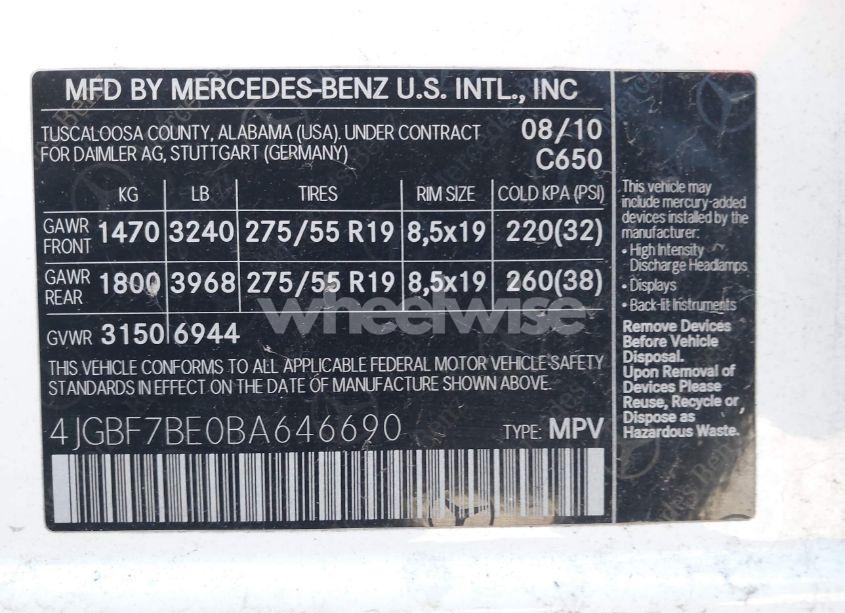 MFD BY MERCEDES-BENZ U.S. INTL., INC
TUSCALOOSA COUNTY, ALABAMA (USA). UNDER CONTRACT
FOR DAIMLER AG, STUTTGART (GERMANY)
08/10
C650
KG LB TIRES RIM SIZE COLD KPA (PSI)
GAWR FRONT 1470 3240 275/55 R19 8,5x19 220(32)
GAWR REAR 1800 3968 275/55 R19 8,5x19 260(38)
GVWR 3150 6944
wheelwise
THIS VEHICLE CONFORMS TO ALL APPLICABLE FEDERAL MOTOR VEHICLE-SAFETY
STANDARDS IN EFFECT ON THE DATE OF MANUFACTURE SHOWN ABOVE.
4JGBF7BE0BA646690 TYPE: MPV
This vehicle may
include mercury-added
devices installed by the
manufacturer:
• High Intensity
Discharge Headlamps
• Displays
• Back-lit Instruments
Remove Devices
Before Vehicle
Disposal.
Upon Removal of
Devices Please
Reuse, Recycle or
Dispose as
Hazardous Waste.